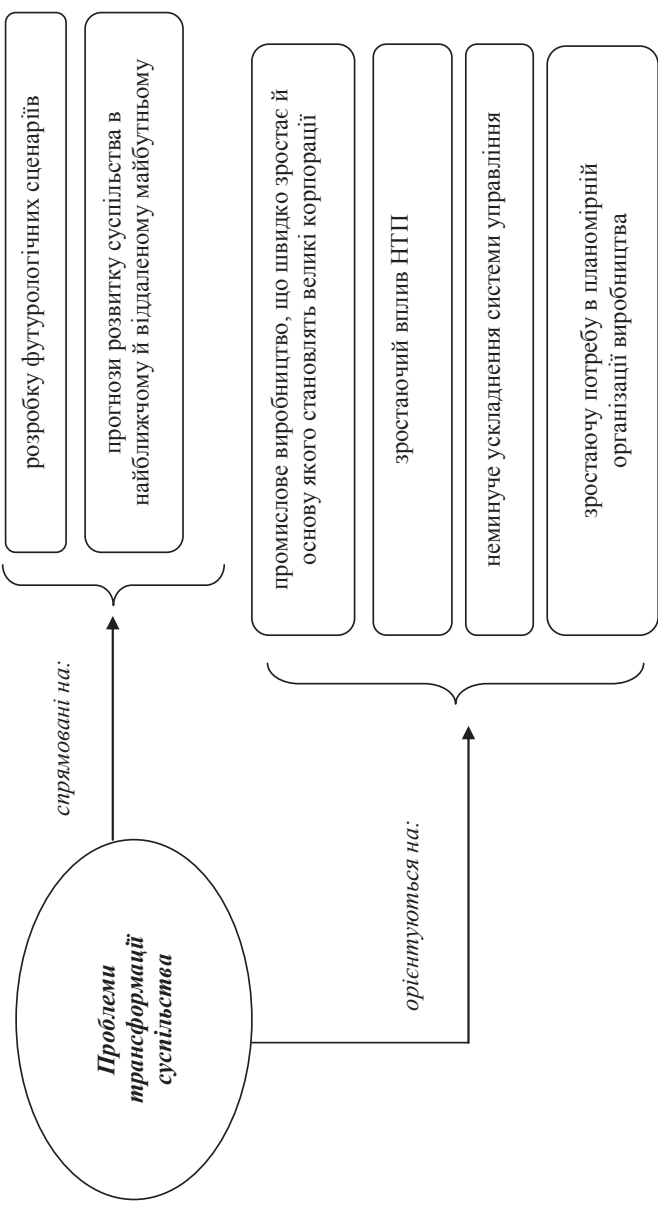 Проблеми
трансформації
суспільства
спрямовані на:
розробку футурологічних сценаріїв
прогнози розвитку суспільства в
найближчому й віддаленому майбутньому
орієнтуються на:
промислове виробництво, що швидко зростає й
основу якого становлять великі корпорації
зростаючий вплив НТП
неминуче ускладнення системи управління
зростаючу потребу в планомірній
організації виробництва